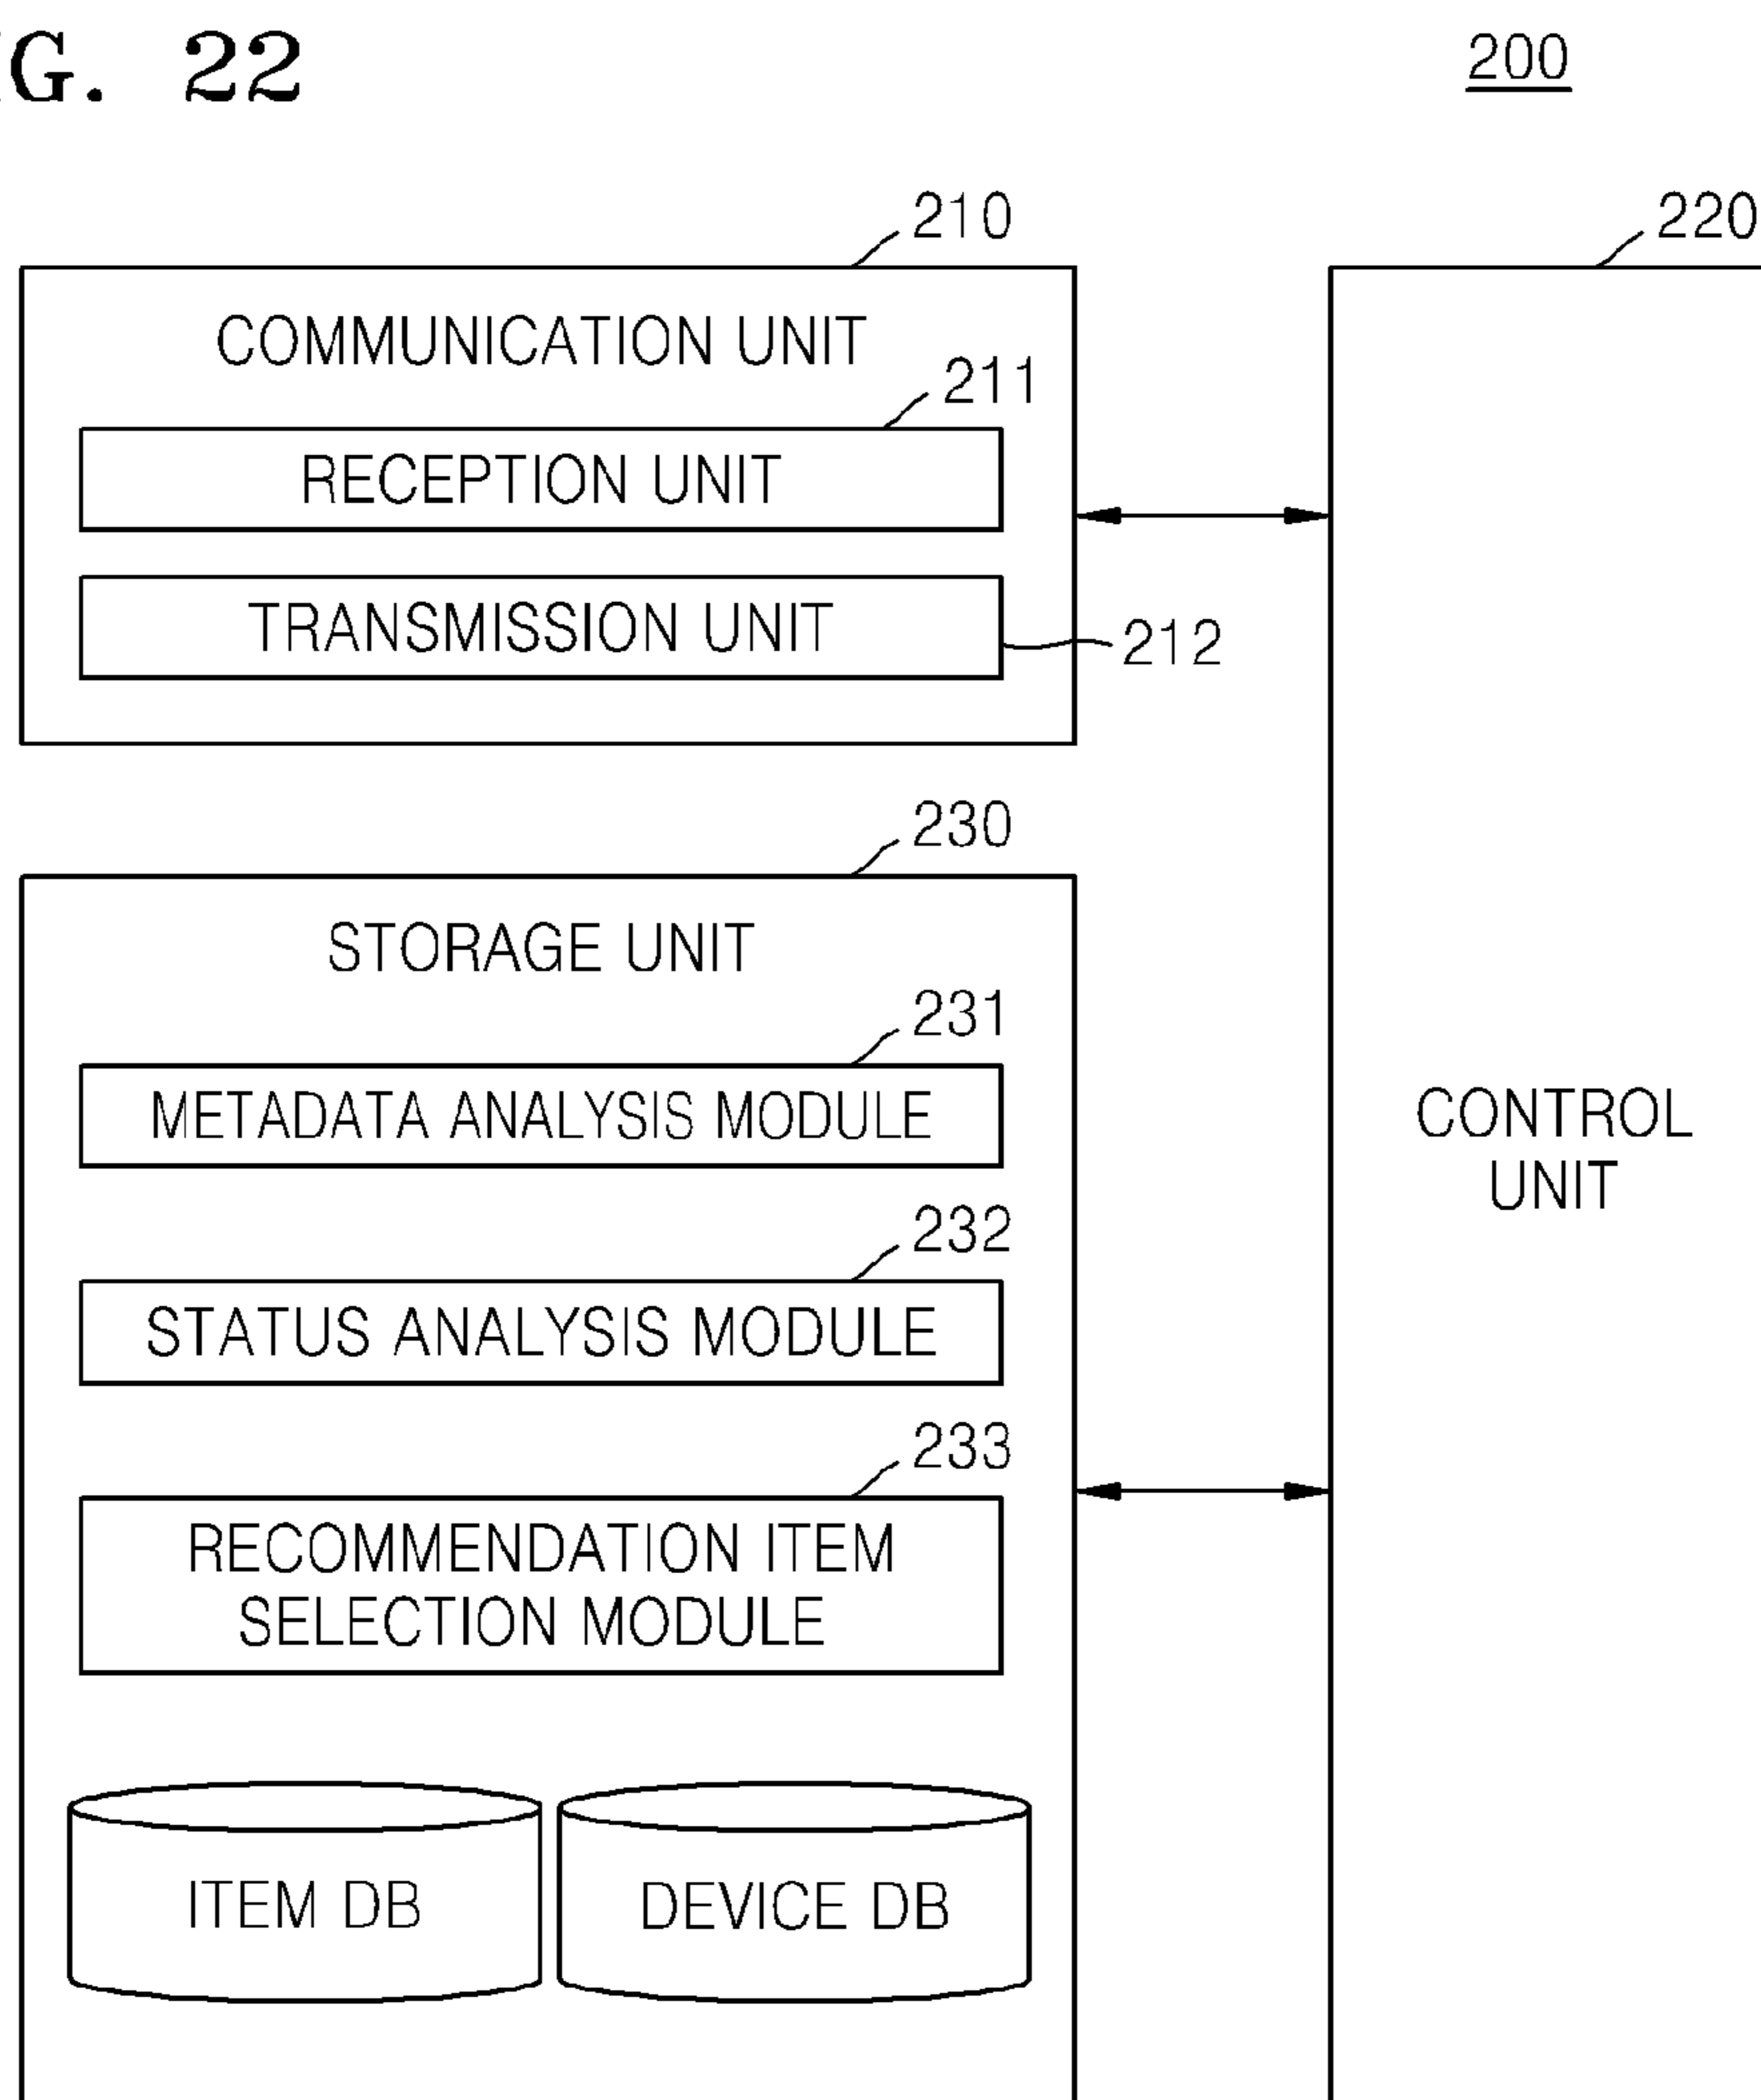 G. 22
200
210
220
COMMUNICATION UNIT
211
RECEPTION UNIT
TRANSMISSION UNIT
212
230
STORAGE UNIT
231
METADATA ANALYSIS MODULE
CONTROL
UNIT
232
STATUS ANALYSIS MODULE
233
RECOMMENDATION ITEM
SELECTION MODULE
ITEM DB
DEVICE DB